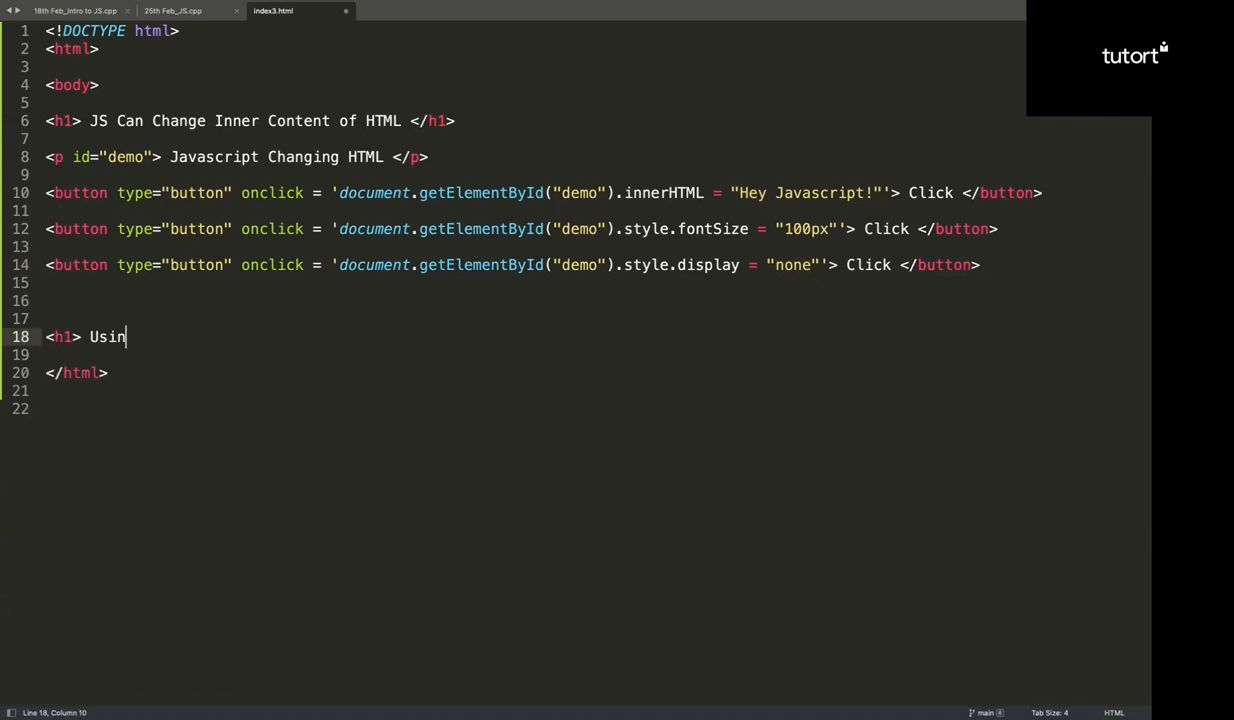 18th Feb_Intro to JS.cpp × 25th Feb_JS.cpp × index3.html
tutort
1 <!DOCTYPE html>
2 <html>
3
4 <body>
5
6 <h1> JS Can Change Inner Content of HTML </h1>
7
8 <p id="demo"> Javascript Changing HTML </p>
9
10 <button type="button" onclick = 'document.getElementById("demo").innerHTML = "Hey Javascript!"'> Click </button>
11
12 <button type="button" onclick = 'document.getElementById("demo").style.fontSize = "100px"'> Click </button>
13
14 <button type="button" onclick = 'document.getElementById("demo").style.display = "none"'> Click </button>
15
16
17
18 <h1> Usin
19
20 </html>
21
22
Line 18, Column 10 main 6 Tab Size: 4 HTML